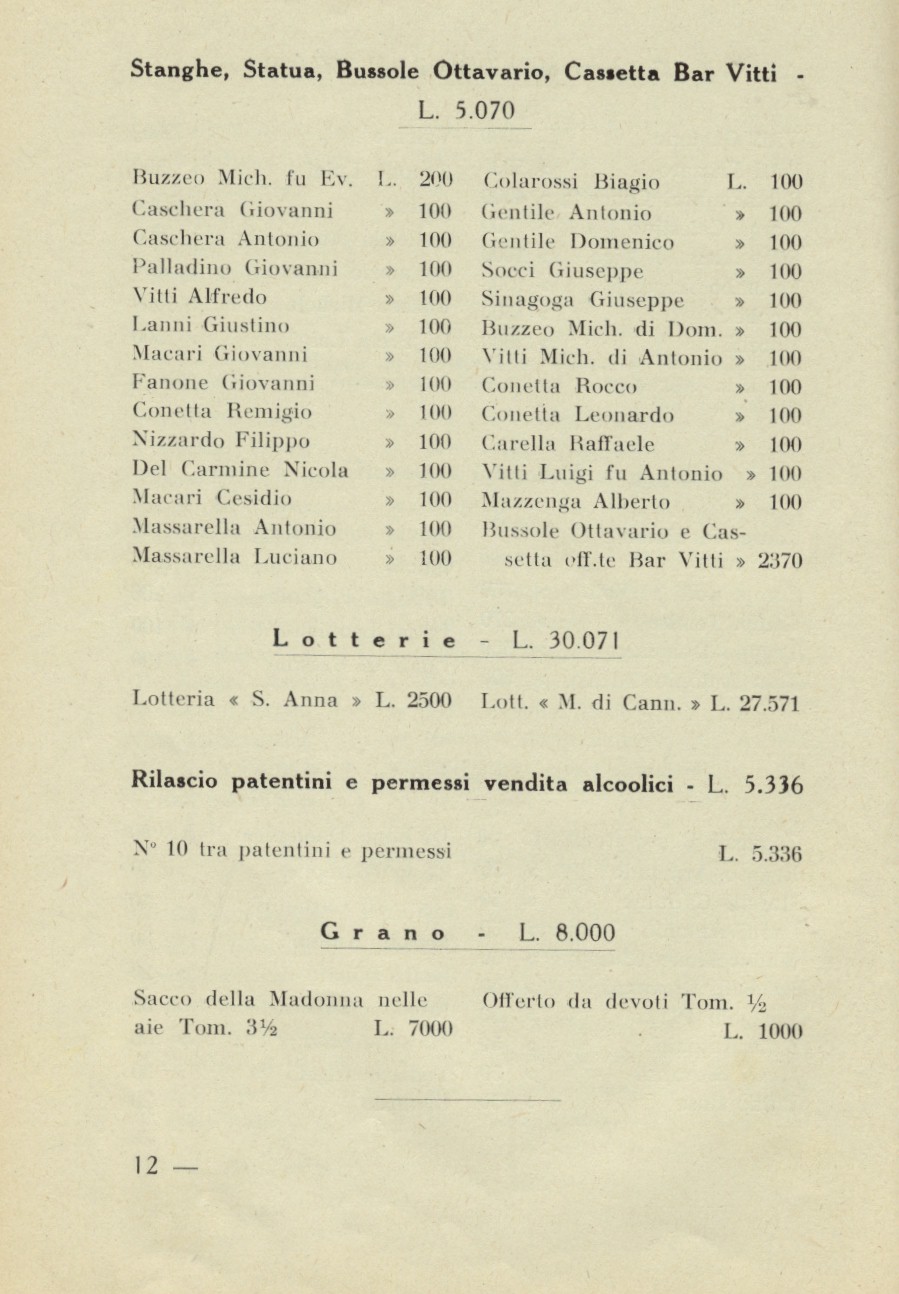 Stanghe, Statua, Bussole Ottavario, Cassetta Bar Vitti -
L. 5.070
Buzzeo Mich. fu Ev. L. 200
Caschera Giovanni » 100
Caschera Antonio » 100
Palladino Giovanni » 100
Vitti Alfredo » 100
Lanni Giustino » 100
Macari Giovanni » 100
Fanone Giovanni » 100
Conetta Remigio » 100
Nizzardo Filippo » 100
Del Carmine Nicola » 100
Macari Cesidio » 100
Massarella Antonio » 100
Massarella Luciano » 100
Colarossi Biagio L. 100
Gentile Antonio » 100
Gentile Domenico » 100
Socci Giuseppe » 100
Sinagoga Giuseppe » 100
Buzzeo Mich. di Dom. » 100
Vitti Mich. di Antonio » 100
Conetta Rocco » 100
Conetta Leonardo » 100
Carella Raffaele » 100
Vitti Luigi fu Antonio » 100
Mazzenga Alberto » 100
Bussole Ottavario e Cas-
setta off.te Bar Vitti » 2370
Lotterie - L. 30.071
Lotteria « S. Anna » L. 2500
Lott. « M. di Cann. » L. 27.571
Rilascio patentini e permessi vendita alcoolici - L. 5.336
N° 10 tra patentini e permessi L. 5.336
Grano - L. 8.000
Sacco della Madonna nelle
aie Tom. 3½ L. 7000
Offerto da devoti Tom. ½
L. 1000
12 —